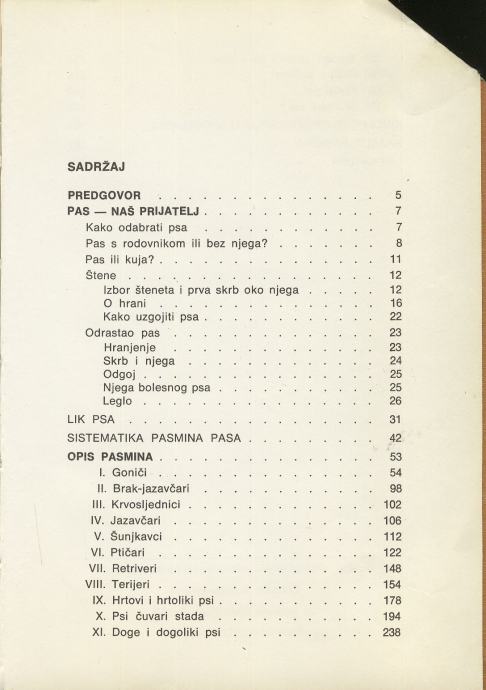 SADRŽAJ
PREDGOVOR . . . . . . . . . . . . . . 5
PAS — NAŠ PRIJATELJ . . . . . . . . . . . 7
Kako odabrati psa . . . . . . . . . . . 7
Pas s rodovnikom ili bez njega? . . . . . . . 8
Pas ili kuja? . . . . . . . . . . . . . . 11
Štene . . . . . . . . . . . . . . . . 12
Izbor šteneta i prva skrb oko njega . . . . . 12
O hrani . . . . . . . . . . . . . . 16
Kako uzgojiti psa . . . . . . . . . . . 22
Odrastao pas . . . . . . . . . . . . . 23
Hranjenje . . . . . . . . . . . . . 23
Skrb i njega . . . . . . . . . . . . 24
Odgoj . . . . . . . . . . . . . . . 25
Njega bolesnog psa . . . . . . . . . . 25
Leglo . . . . . . . . . . . . . . . 26
LIK PSA . . . . . . . . . . . . . . . . 31
SISTEMATIKA PASMINA PASA . . . . . . . . 42
OPIS PASMINA . . . . . . . . . . . . . . 53
I. Goniči . . . . . . . . . . . . . . 54
II. Brak-jazavčari . . . . . . . . . . . 98
III. Krvosljednici . . . . . . . . . . . . 102
IV. Jazavčari . . . . . . . . . . . . . 106
V. Šunjkavci . . . . . . . . . . . . . 112
VI. Ptičari . . . . . . . . . . . . . . 122
VII. Retriveri . . . . . . . . . . . . . 148
VIII. Terijeri . . . . . . . . . . . . . . 154
IX. Hrtovi i hrtoliki psi . . . . . . . . . . 178
X. Psi čuvari stada . . . . . . . . . . 194
XI. Doge i dogoliki psi . . . . . . . . . 238